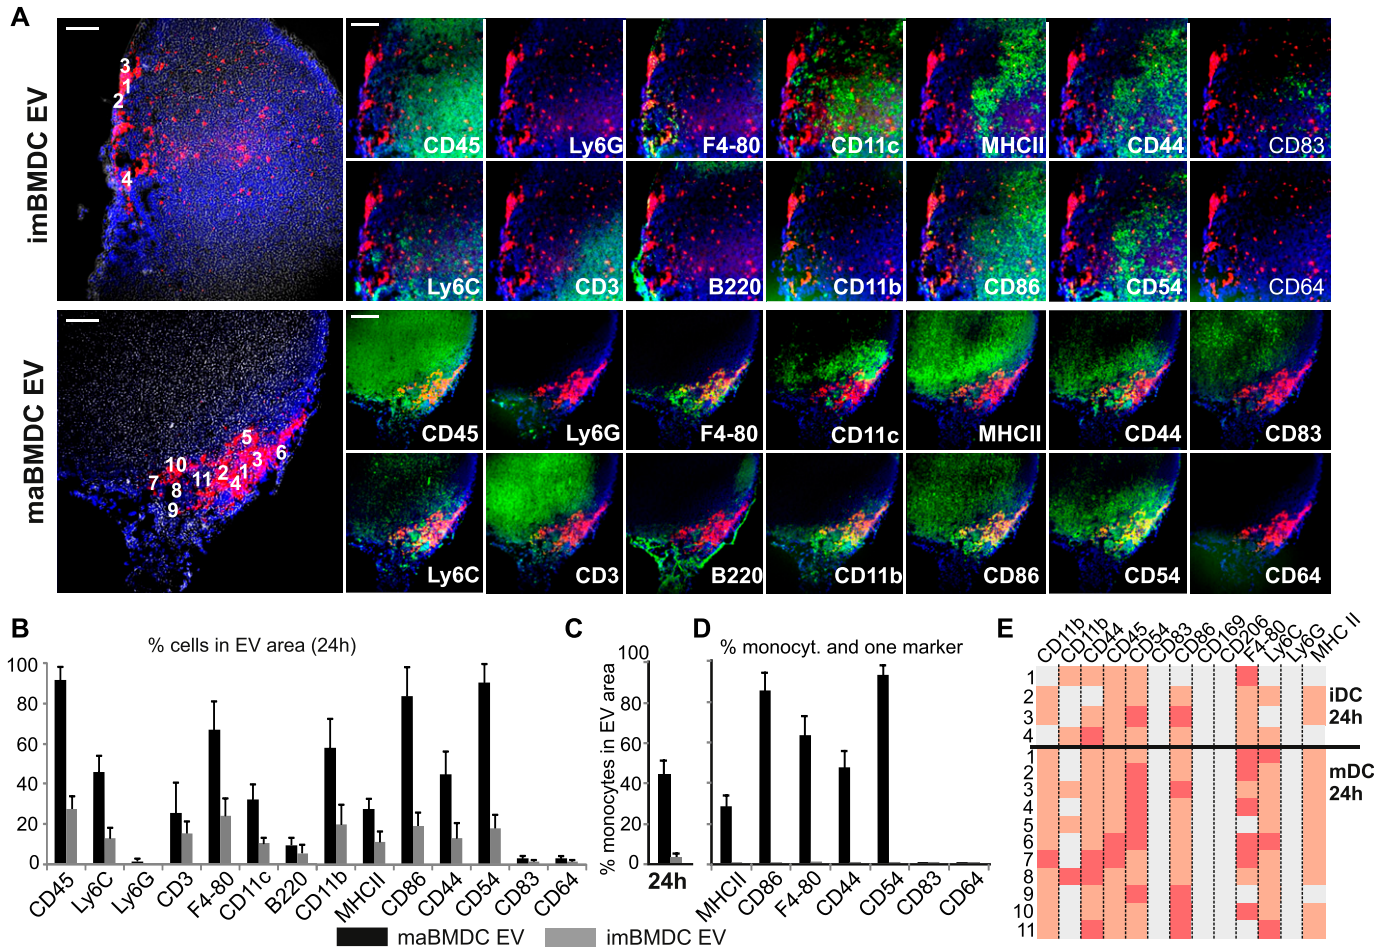 A
imBMDC EV
3
1
2
4
CD45
Ly6G
F4-80
CD11c
MHCII
CD44
CD83
Ly6C
CD3
B220
CD11b
CD86
CD54
CD64
maBMDC EV
5
10
3
6
7
11
2
1
8
4
9
CD45
Ly6G
F4-80
CD11c
MHCII
CD44
CD83
Ly6C
CD3
B220
CD11b
CD86
CD54
CD64
B
% cells in EV area (24h)
100
80
60
40
20
0
CD45
Ly6C
Ly6G
CD3
F4-80
CD11c
B220
CD11b
MHCII
CD86
CD44
CD54
CD83
CD64
maBMDC EV
imBMDC EV
C
% monocytes in EV area
100
80
60
40
20
0
24h
D
% monocyt. and one marker
MHCII
CD86
F4-80
CD44
CD54
CD83
CD64
E
CD11b
CD11b
CD44
CD45
CD54
CD83
CD86
CD169
CD206
F4-80
Ly6C
Ly6G
MHC II
1
2
3
4
iDC
24h
1
2
3
4
5
6
7
8
9
10
11
mDC
24h